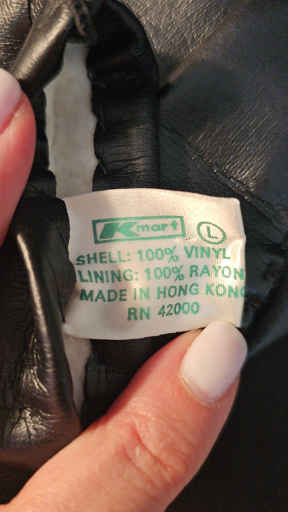 Kmart L
SHELL: 100% VINYL
LINING: 100% RAYON
MADE IN HONG KONG
RN 42000